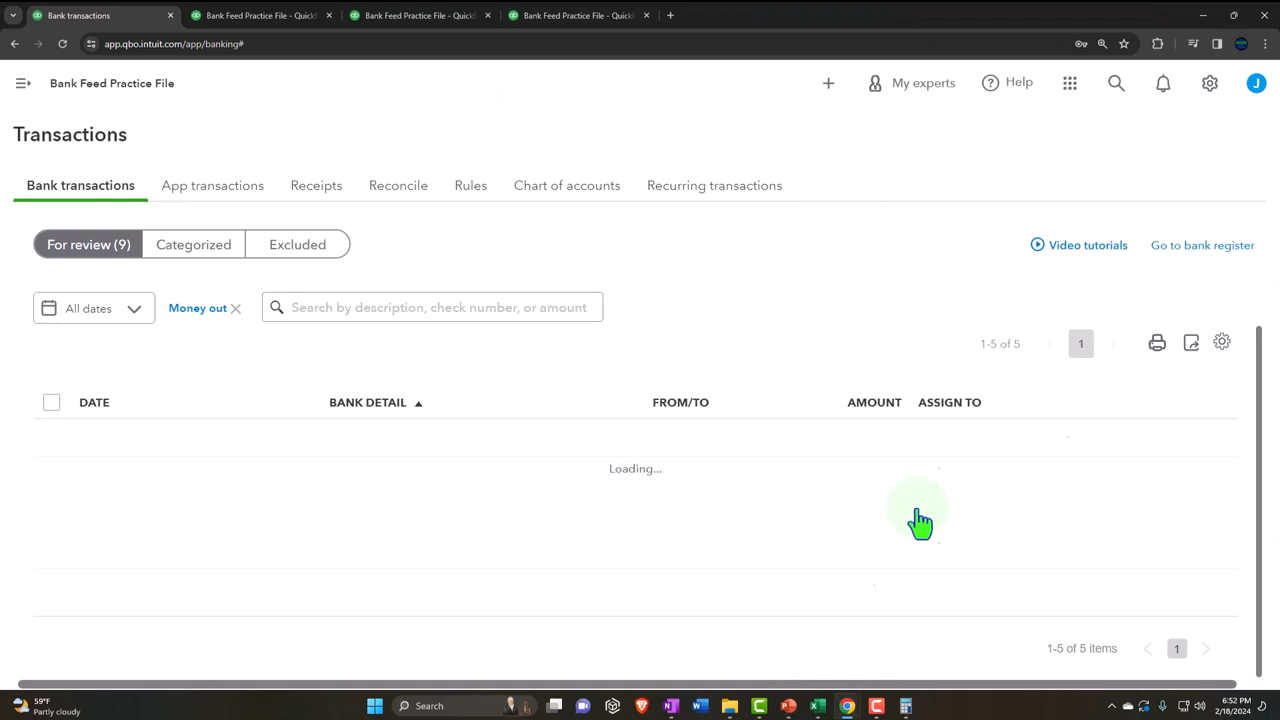 Bank transactions
Bank Feed Practice File - Quickl
Bank Feed Practice File - Quickl
Bank Feed Practice File - Quickl
app.qbo.intuit.com/app/banking#
Bank Feed Practice File
My experts
Help
J
Transactions
Bank transactions
App transactions
Receipts
Reconcile
Rules
Chart of accounts
Recurring transactions
For review (9)
Categorized
Excluded
Video tutorials
Go to bank register
All dates
Money out
Search by description, check number, or amount
1-5 of 5
1
DATE
BANK DETAIL
FROM/TO
AMOUNT
ASSIGN TO
Loading...
1-5 of 5 items
1
59°F
Partly cloudy
Search
6:52 PM
2/18/2024